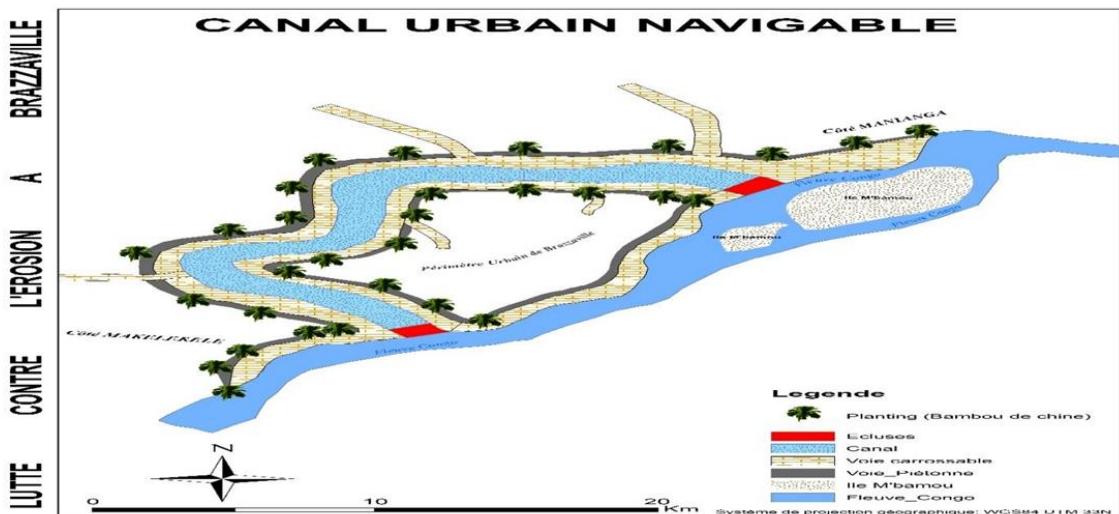 CANAL URBAIN NAVIGABLE
LUTTE CONTRE L'EROSION A BRAZZAVILLE
Côté MANIANGA
Fleuve Congo
Ile M'bamou
Fleuve Congo
Ile M'bamou
Périmètre Urbain de Brazzaville
Côté MAKELEKELE
Fleuve Congo
Legende
Planting (Bambou de chine)
Ecluses
Canal
Voie carrossable
Voie_Piétonne
Ile M'bamou
Fleuve_Congo
N
0 10 20
Km
Système de projection géographique: WGS84 UTM 33N